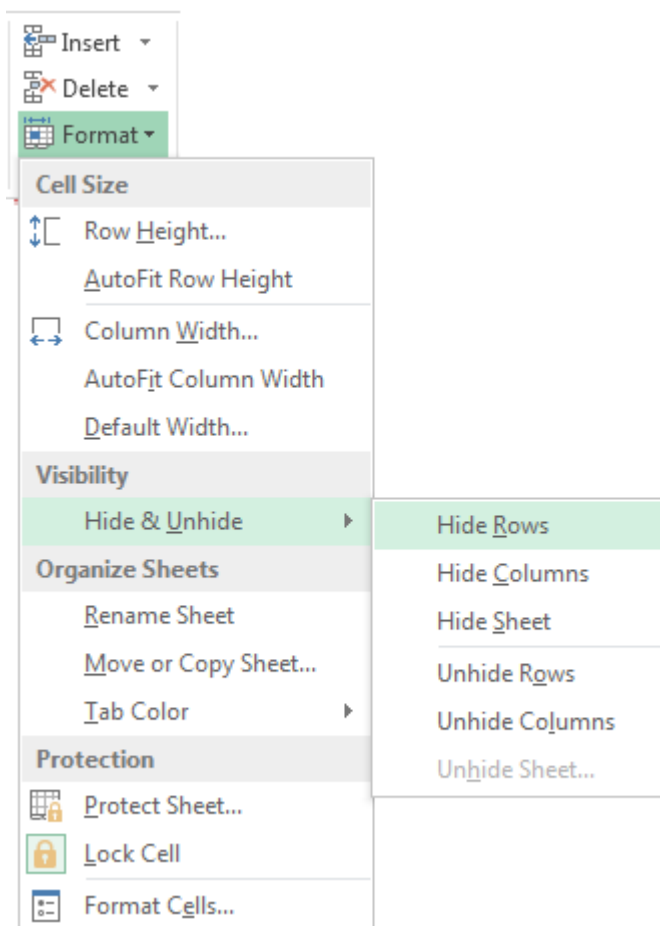 Insert
Delete
Format
Cell Size
Row Height...
AutoFit Row Height
Column Width...
AutoFit Column Width
Default Width...
Visibility
Hide & Unhide
Hide Rows
Hide Columns
Hide Sheet
Unhide Rows
Unhide Columns
Unhide Sheet...
Organize Sheets
Rename Sheet
Move or Copy Sheet...
Tab Color
Protection
Protect Sheet...
Lock Cell
Format Cells...